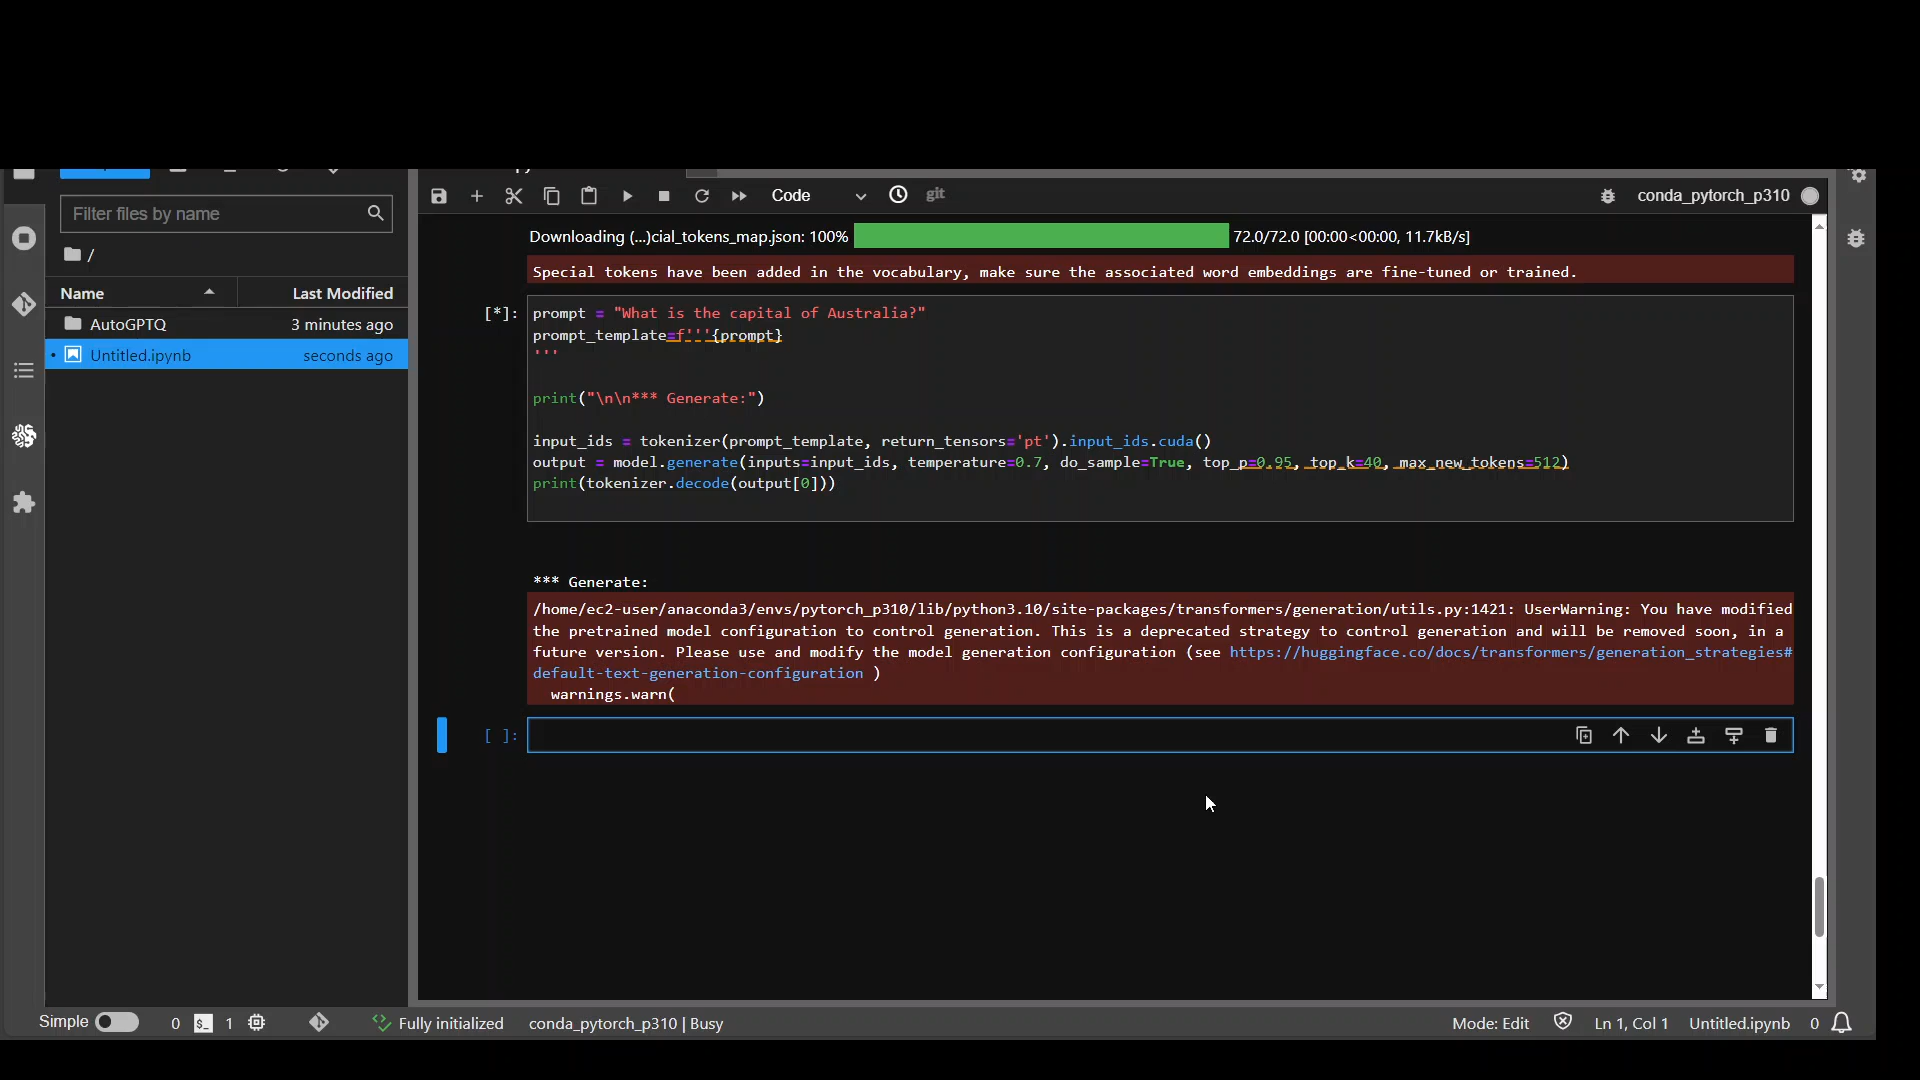 Code
git
conda_pytorch_p310
Filter files by name
/
Name
Last Modified
AutoGPTQ
3 minutes ago
Untitled.ipynb
seconds ago
Downloading (...)cial_tokens_map.json: 100%
72.0/72.0 [00:00<00:00, 11.7kB/s]
Special tokens have been added in the vocabulary, make sure the associated word embeddings are fine-tuned or trained.
[*]:
prompt = "What is the capital of Australia?"
prompt_template=f'''{prompt}
'''
print("\n\n*** Generate:")
input_ids = tokenizer(prompt_template, return_tensors='pt').input_ids.cuda()
output = model.generate(inputs=input_ids, temperature=0.7, do_sample=True, top_p=0.95, top_k=40, max_new_tokens=512)
print(tokenizer.decode(output[0]))
*** Generate:
/home/ec2-user/anaconda3/envs/pytorch_p310/lib/python3.10/site-packages/transformers/generation/utils.py:1421: UserWarning: You have modified
the pretrained model configuration to control generation. This is a deprecated strategy to control generation and will be removed soon, in a
future version. Please use and modify the model generation configuration (see https://huggingface.co/docs/transformers/generation_strategies#
default-text-generation-configuration )
warnings.warn(
[ ]:
Simple
0
$_
1
Fully initialized
conda_pytorch_p310 | Busy
Mode: Edit
Ln 1, Col 1
Untitled.ipynb
0